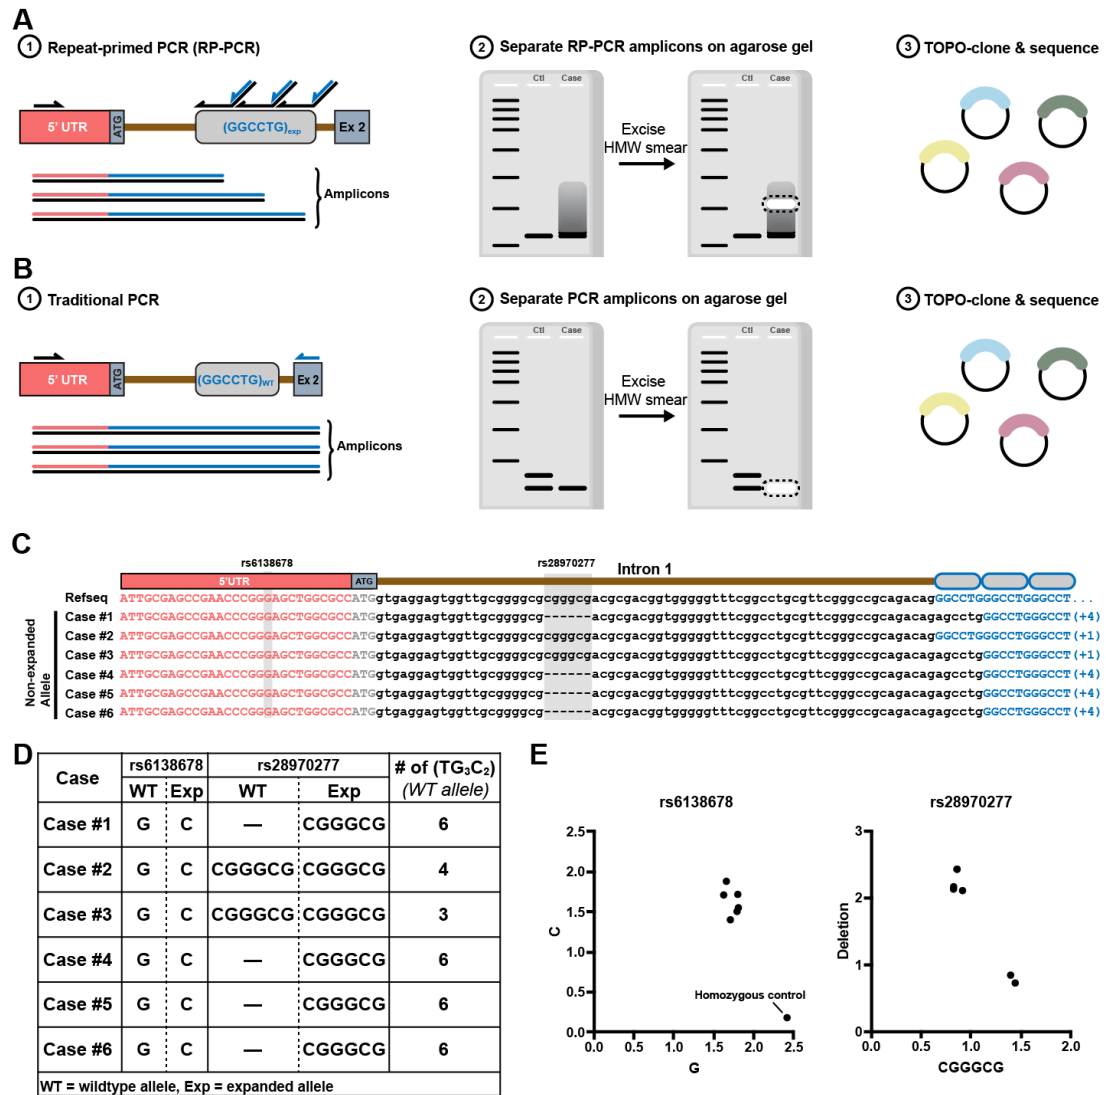 A
1 Repeat-primed PCR (RP-PCR)
2 Separate RP-PCR amplicons on agarose gel
3 TOPO-clone & sequence
Ctl Case
Ctl Case
5' UTR ATG (GGCCTG)exp Ex 2
Excise
HMW smear
Amplicons
B
1 Traditional PCR
2 Separate PCR amplicons on agarose gel
3 TOPO-clone & sequence
Ctl Case
Ctl Case
5' UTR ATG (GGCCTG)WT Ex 2
Excise
HMW smear
Amplicons
C
rs6138678 rs28970277 Intron 1
5'UTR ATG
Refseq ATTGCGAGCCGAACCCGGGAGCTGGCGCCATGgtgaggagtggttgcggggcgcgggcgacgcgacggtgggggtttcggcctgcgttcgggccgcagacagGGCCTGGGCCTGGGCCT...
Non-expanded
Allele
Case #1 ATTGCGAGCCGAACCCGGGAGCTGGCGCCATGgtgaggagtggttgcggggcg------acgcgacggtgggggtttcggcctgcgttcgggccgcagacagagcctgGGCCTGGGCCT(+4)
Case #2 ATTGCGAGCCGAACCCGGGAGCTGGCGCCATGgtgaggagtggttgcggggcgcgggcgacgcgacggtgggggtttcggcctgcgttcgggccgcagacagGGCCTGGGCCTGGGCCT(+1)
Case #3 ATTGCGAGCCGAACCCGGGAGCTGGCGCCATGgtgaggagtggttgcggggcgcgggcgacgcgacggtgggggtttcggcctgcgttcgggccgcagacagagcctgGGCCTGGGCCT(+1)
Case #4 ATTGCGAGCCGAACCCGGGAGCTGGCGCCATGgtgaggagtggttgcggggcg------acgcgacggtgggggtttcggcctgcgttcgggccgcagacagagcctgGGCCTGGGCCT(+4)
Case #5 ATTGCGAGCCGAACCCGGGAGCTGGCGCCATGgtgaggagtggttgcggggcg------acgcgacggtgggggtttcggcctgcgttcgggccgcagacagagcctgGGCCTGGGCCT(+4)
Case #6 ATTGCGAGCCGAACCCGGGAGCTGGCGCCATGgtgaggagtggttgcggggcg------acgcgacggtgggggtttcggcctgcgttcgggccgcagacagagcctgGGCCTGGGCCT(+4)
D
Case rs6138678 rs28970277 # of (TG3C2)
WT Exp WT Exp (WT allele)
Case #1 G C — CGGGCG 6
Case #2 G C CGGGCG CGGGCG 4
Case #3 G C CGGGCG CGGGCG 3
Case #4 G C — CGGGCG 6
Case #5 G C — CGGGCG 6
Case #6 G C — CGGGCG 6
WT = wildtype allele, Exp = expanded allele
E
rs6138678
2.5
2.0
1.5
1.0
0.5
0.0
C
Homozygous control
0.0 0.5 1.0 1.5 2.0 2.5
G
rs28970277
3
2
1
0
Deletion
0.0 0.5 1.0 1.5 2.0
CGGGCG